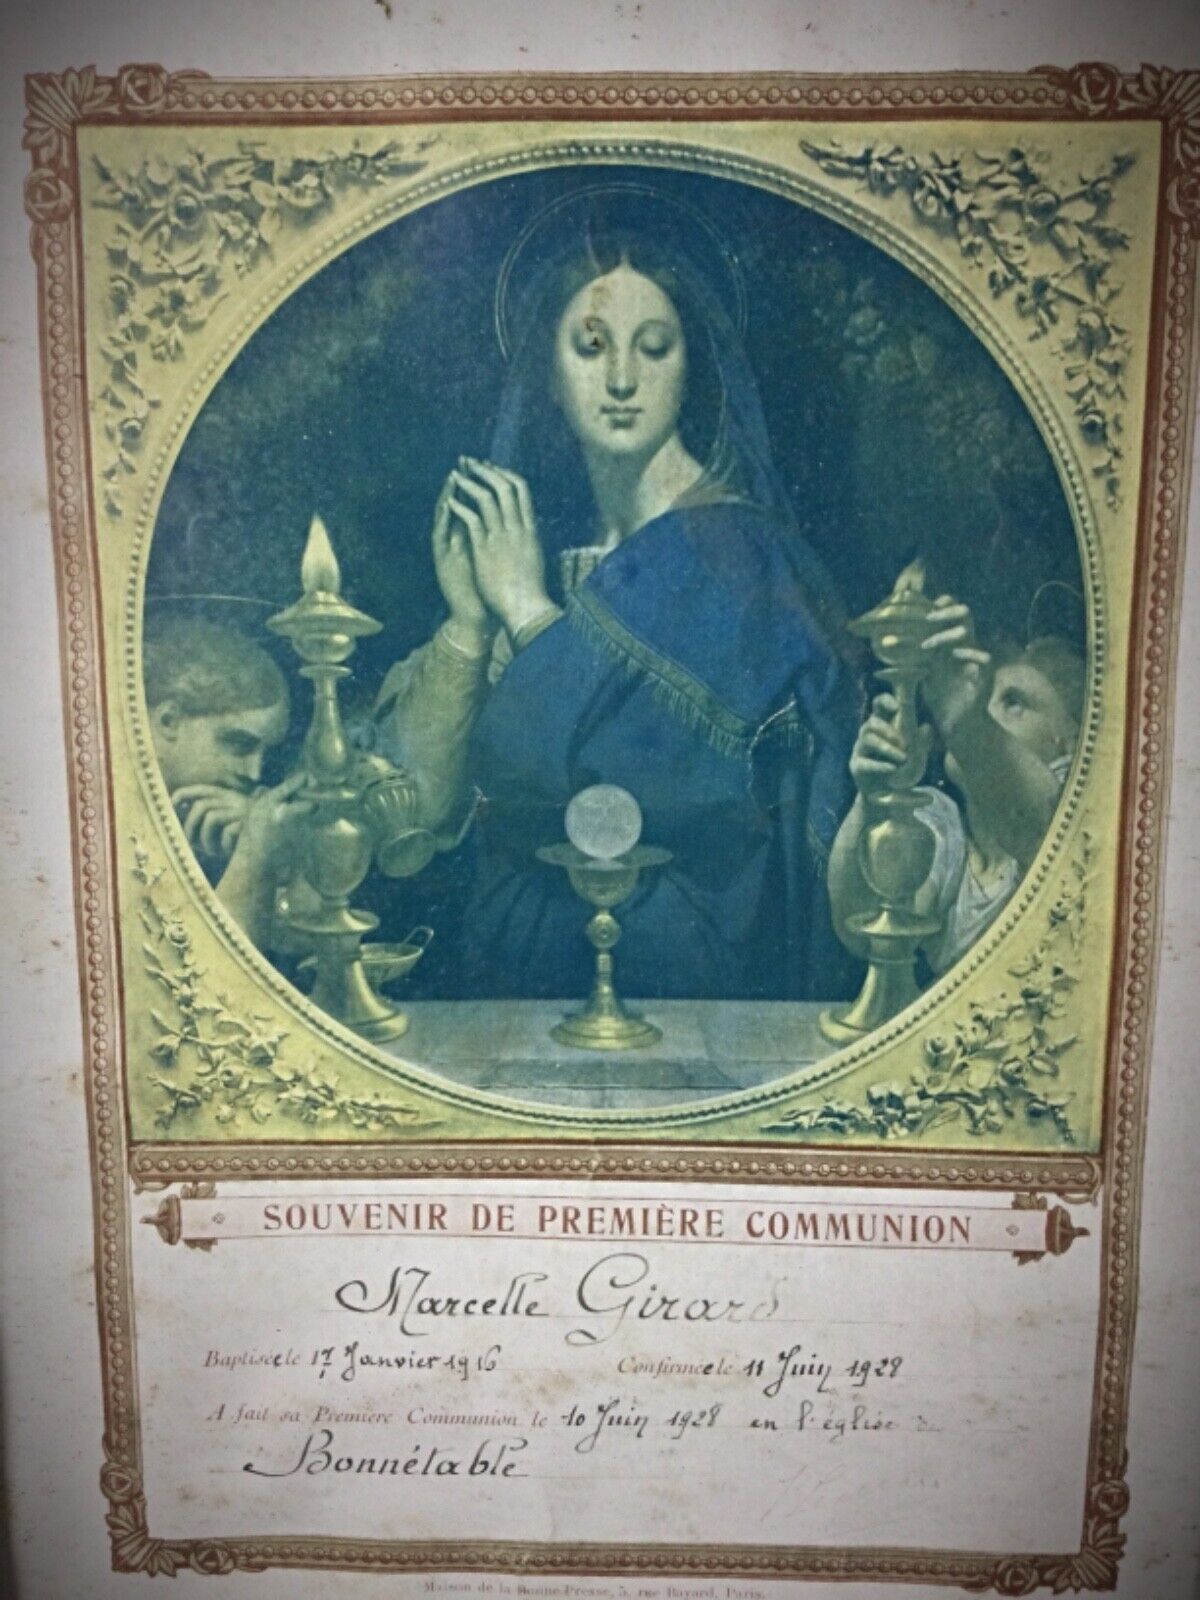 SOUVENIR DE PREMIÈRE COMMUNION
Marcelle Girard
Baptisée le 17 Janvier 1916 Confirmée le 11 Juin 1928
A fait sa Première Communion le 10 Juin 1928 en l'église de
Bonnétable
Maison de la Bonne Presse, 5, rue Bayard, Paris.